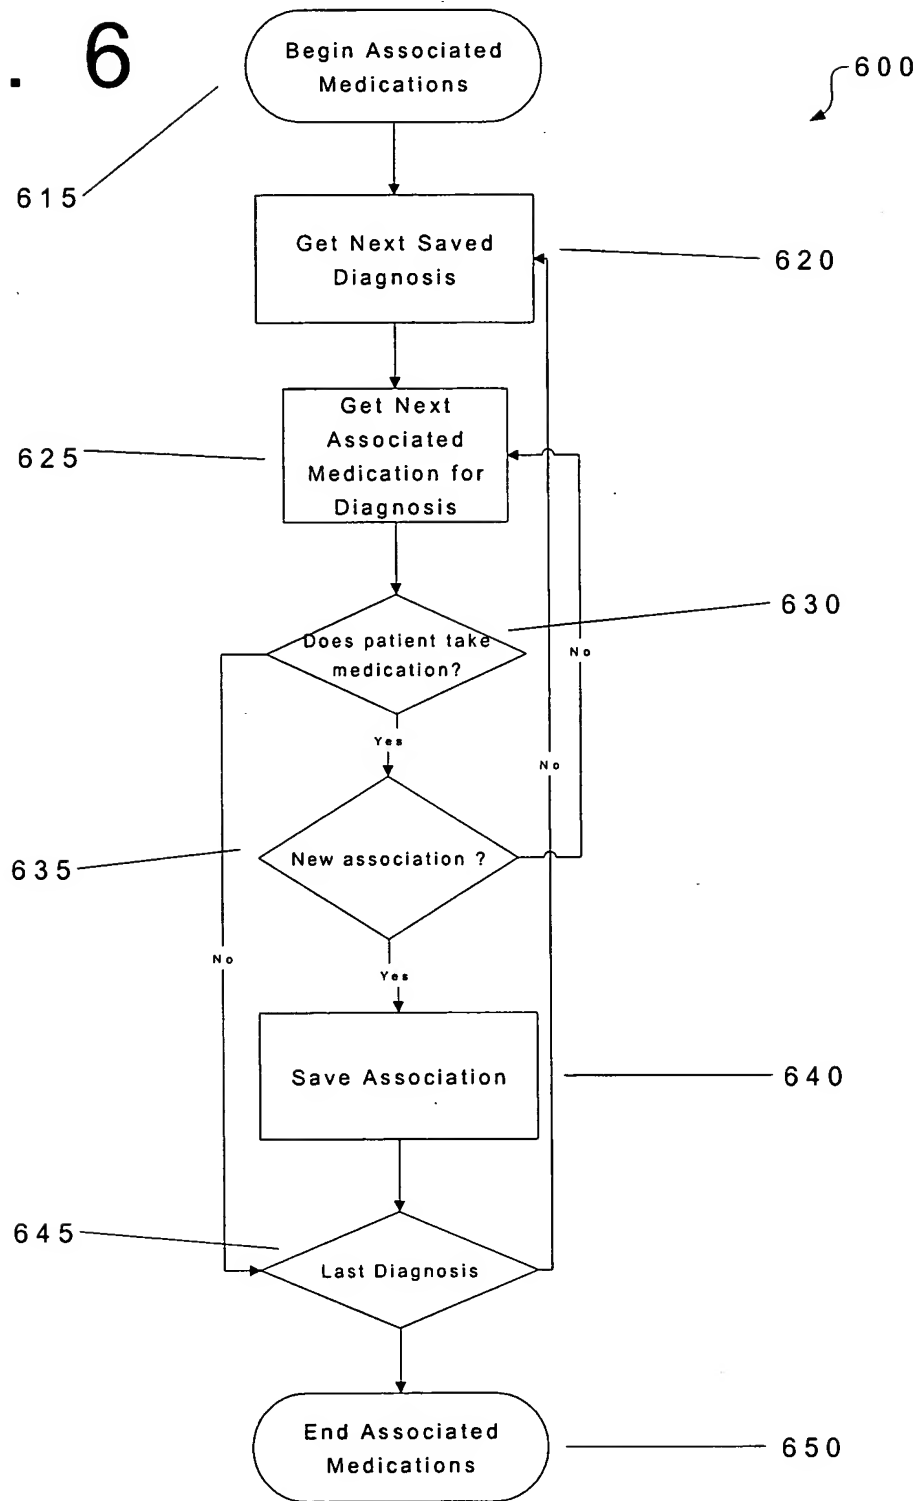 . 6
Begin Associated
Medications
600
615
Get Next Saved
Diagnosis
620
Get Next
Associated
Medication for
Diagnosis
625
Does patient take
medication?
630
No
Yes
No
New association ?
635
No
Yes
Save Association
640
645
Last Diagnosis
End Associated
Medications
650